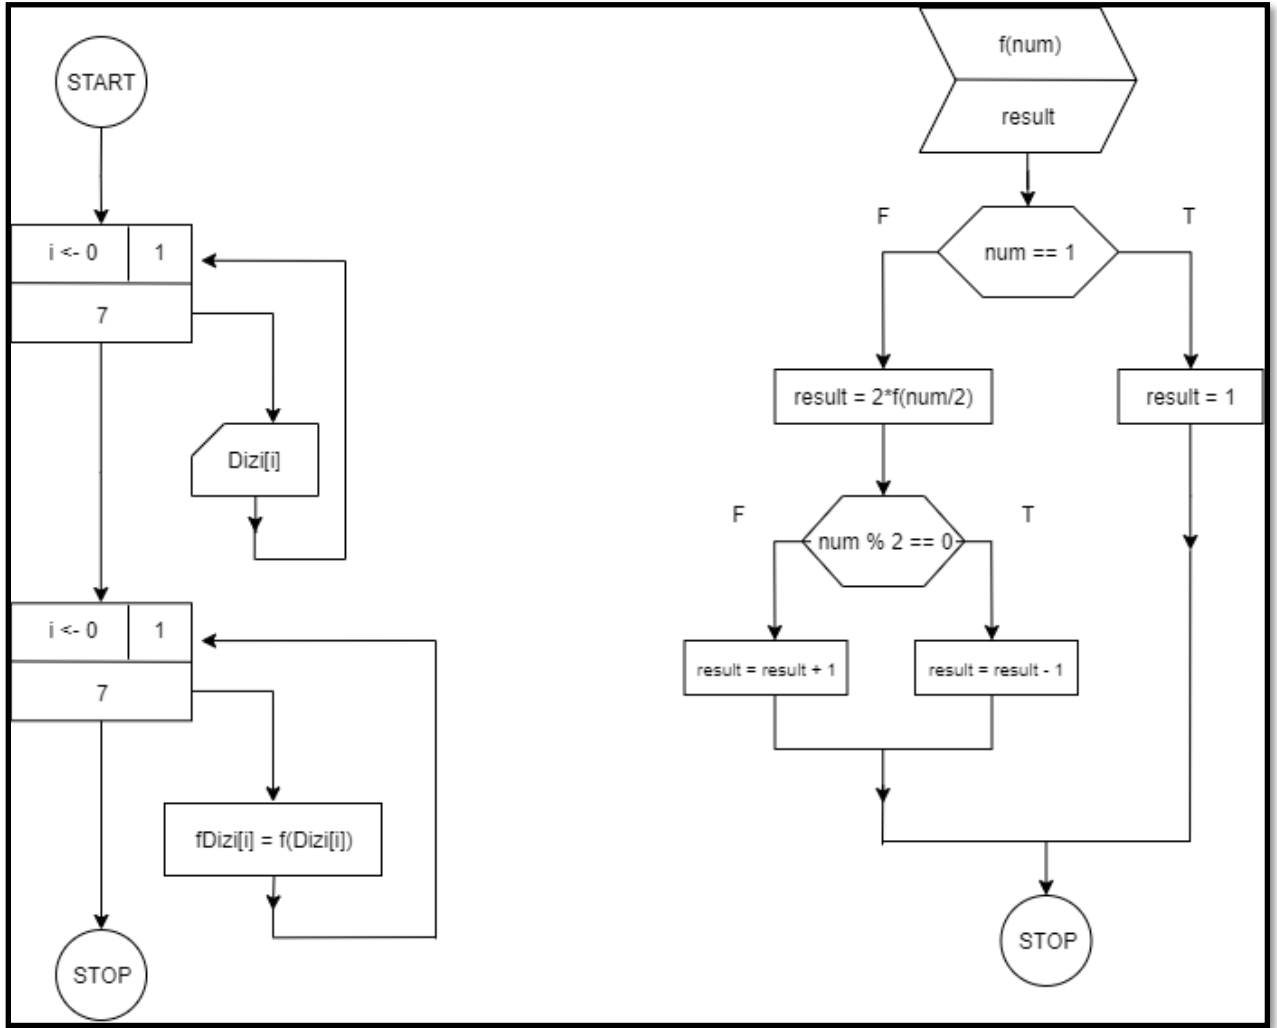 START
i <- 0
1
7
Dizi[i]
i <- 0
1
7
fDizi[i] = f(Dizi[i])
STOP
f(num)
result
F
T
num == 1
result = 2*f(num/2)
result = 1
F
T
num % 2 == 0
result = result + 1
result = result - 1
STOP